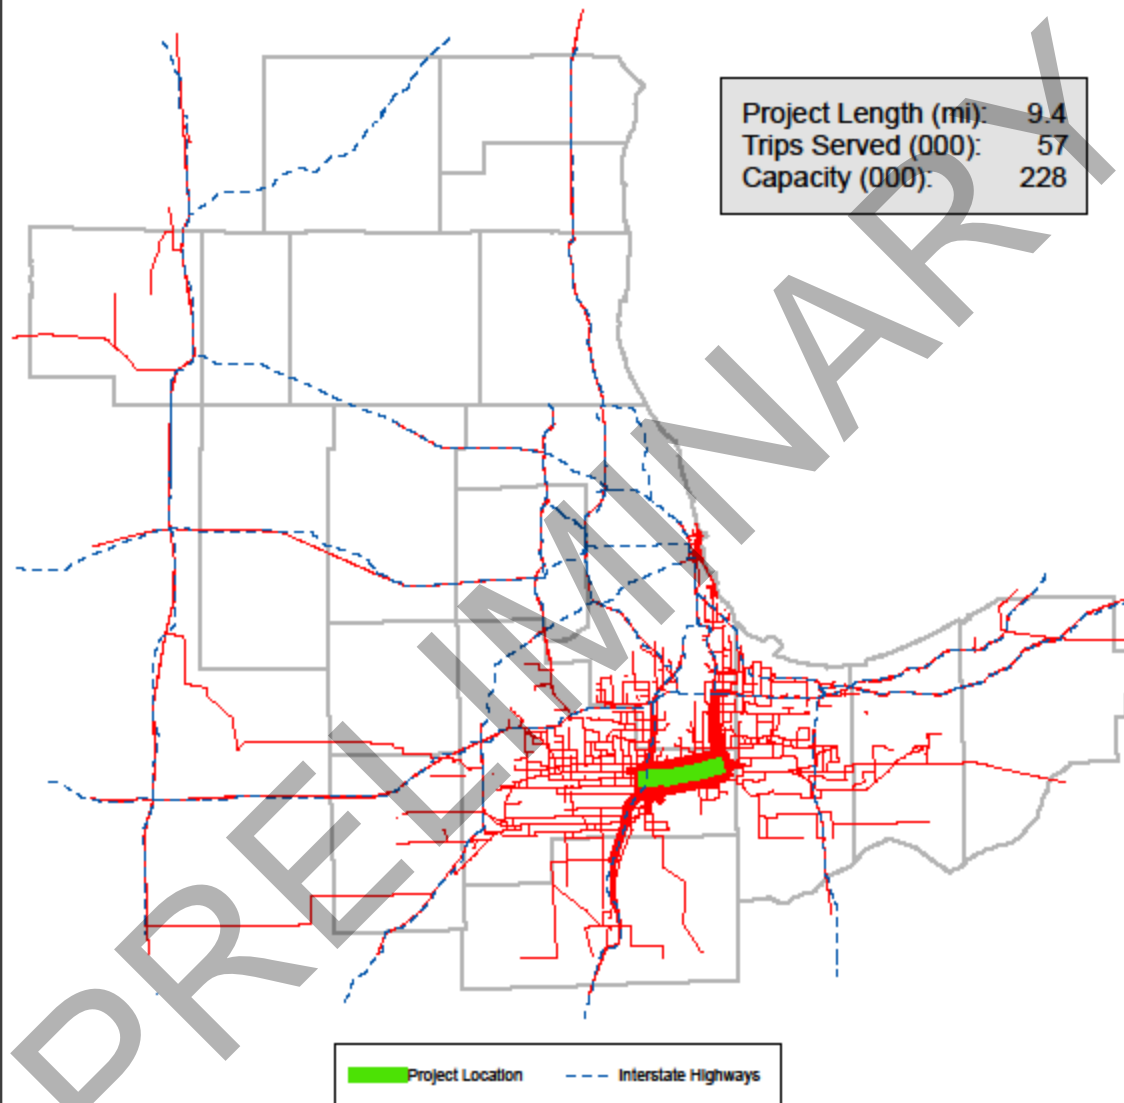 Project Length (mi): 9.4
Trips Served (000): 57
Capacity (000): 228
PRELIMINARY
Project Location
Interstate Highways